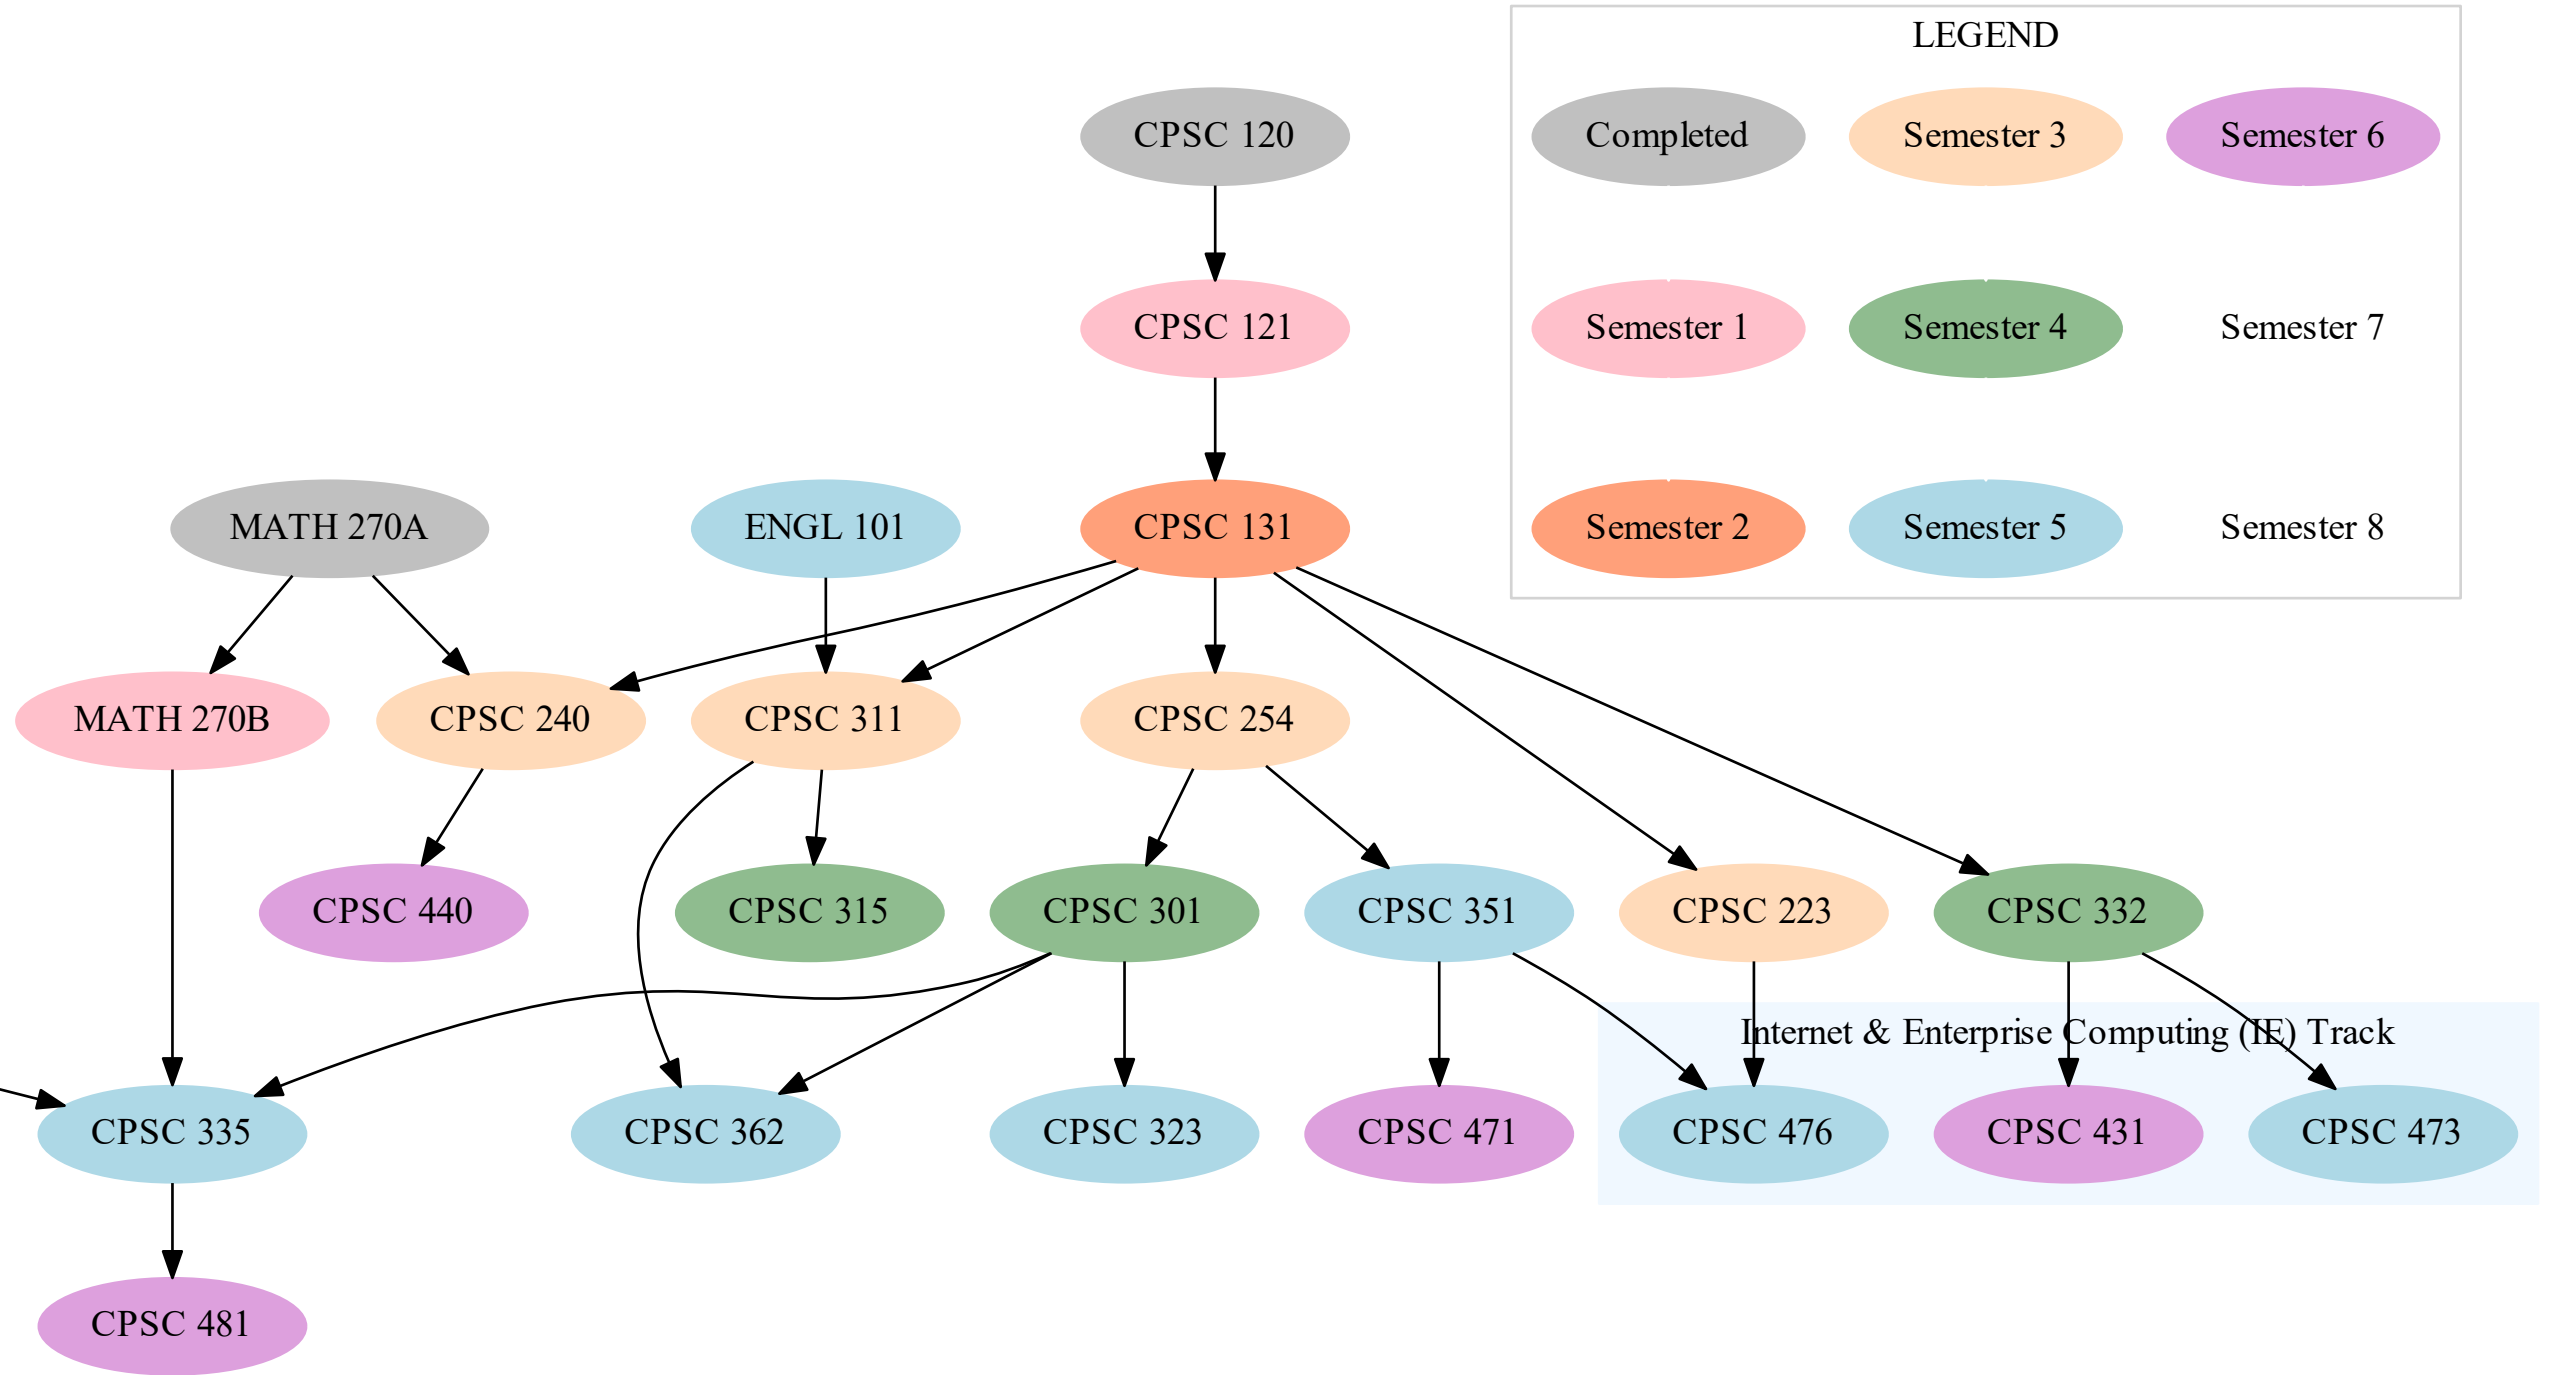 LEGEND
CPSC 120
Completed
Semester 3
Semester 6
CPSC 121
Semester 1
Semester 4
Semester 7
MATH 270A
ENGL 101
CPSC 131
Semester 2
Semester 5
Semester 8
MATH 270B
CPSC 240
CPSC 311
CPSC 254
CPSC 440
CPSC 315
CPSC 301
CPSC 351
CPSC 223
CPSC 332
Internet & Enterprise Computing (IE) Track
CPSC 335
CPSC 362
CPSC 323
CPSC 471
CPSC 476
CPSC 431
CPSC 473
CPSC 481